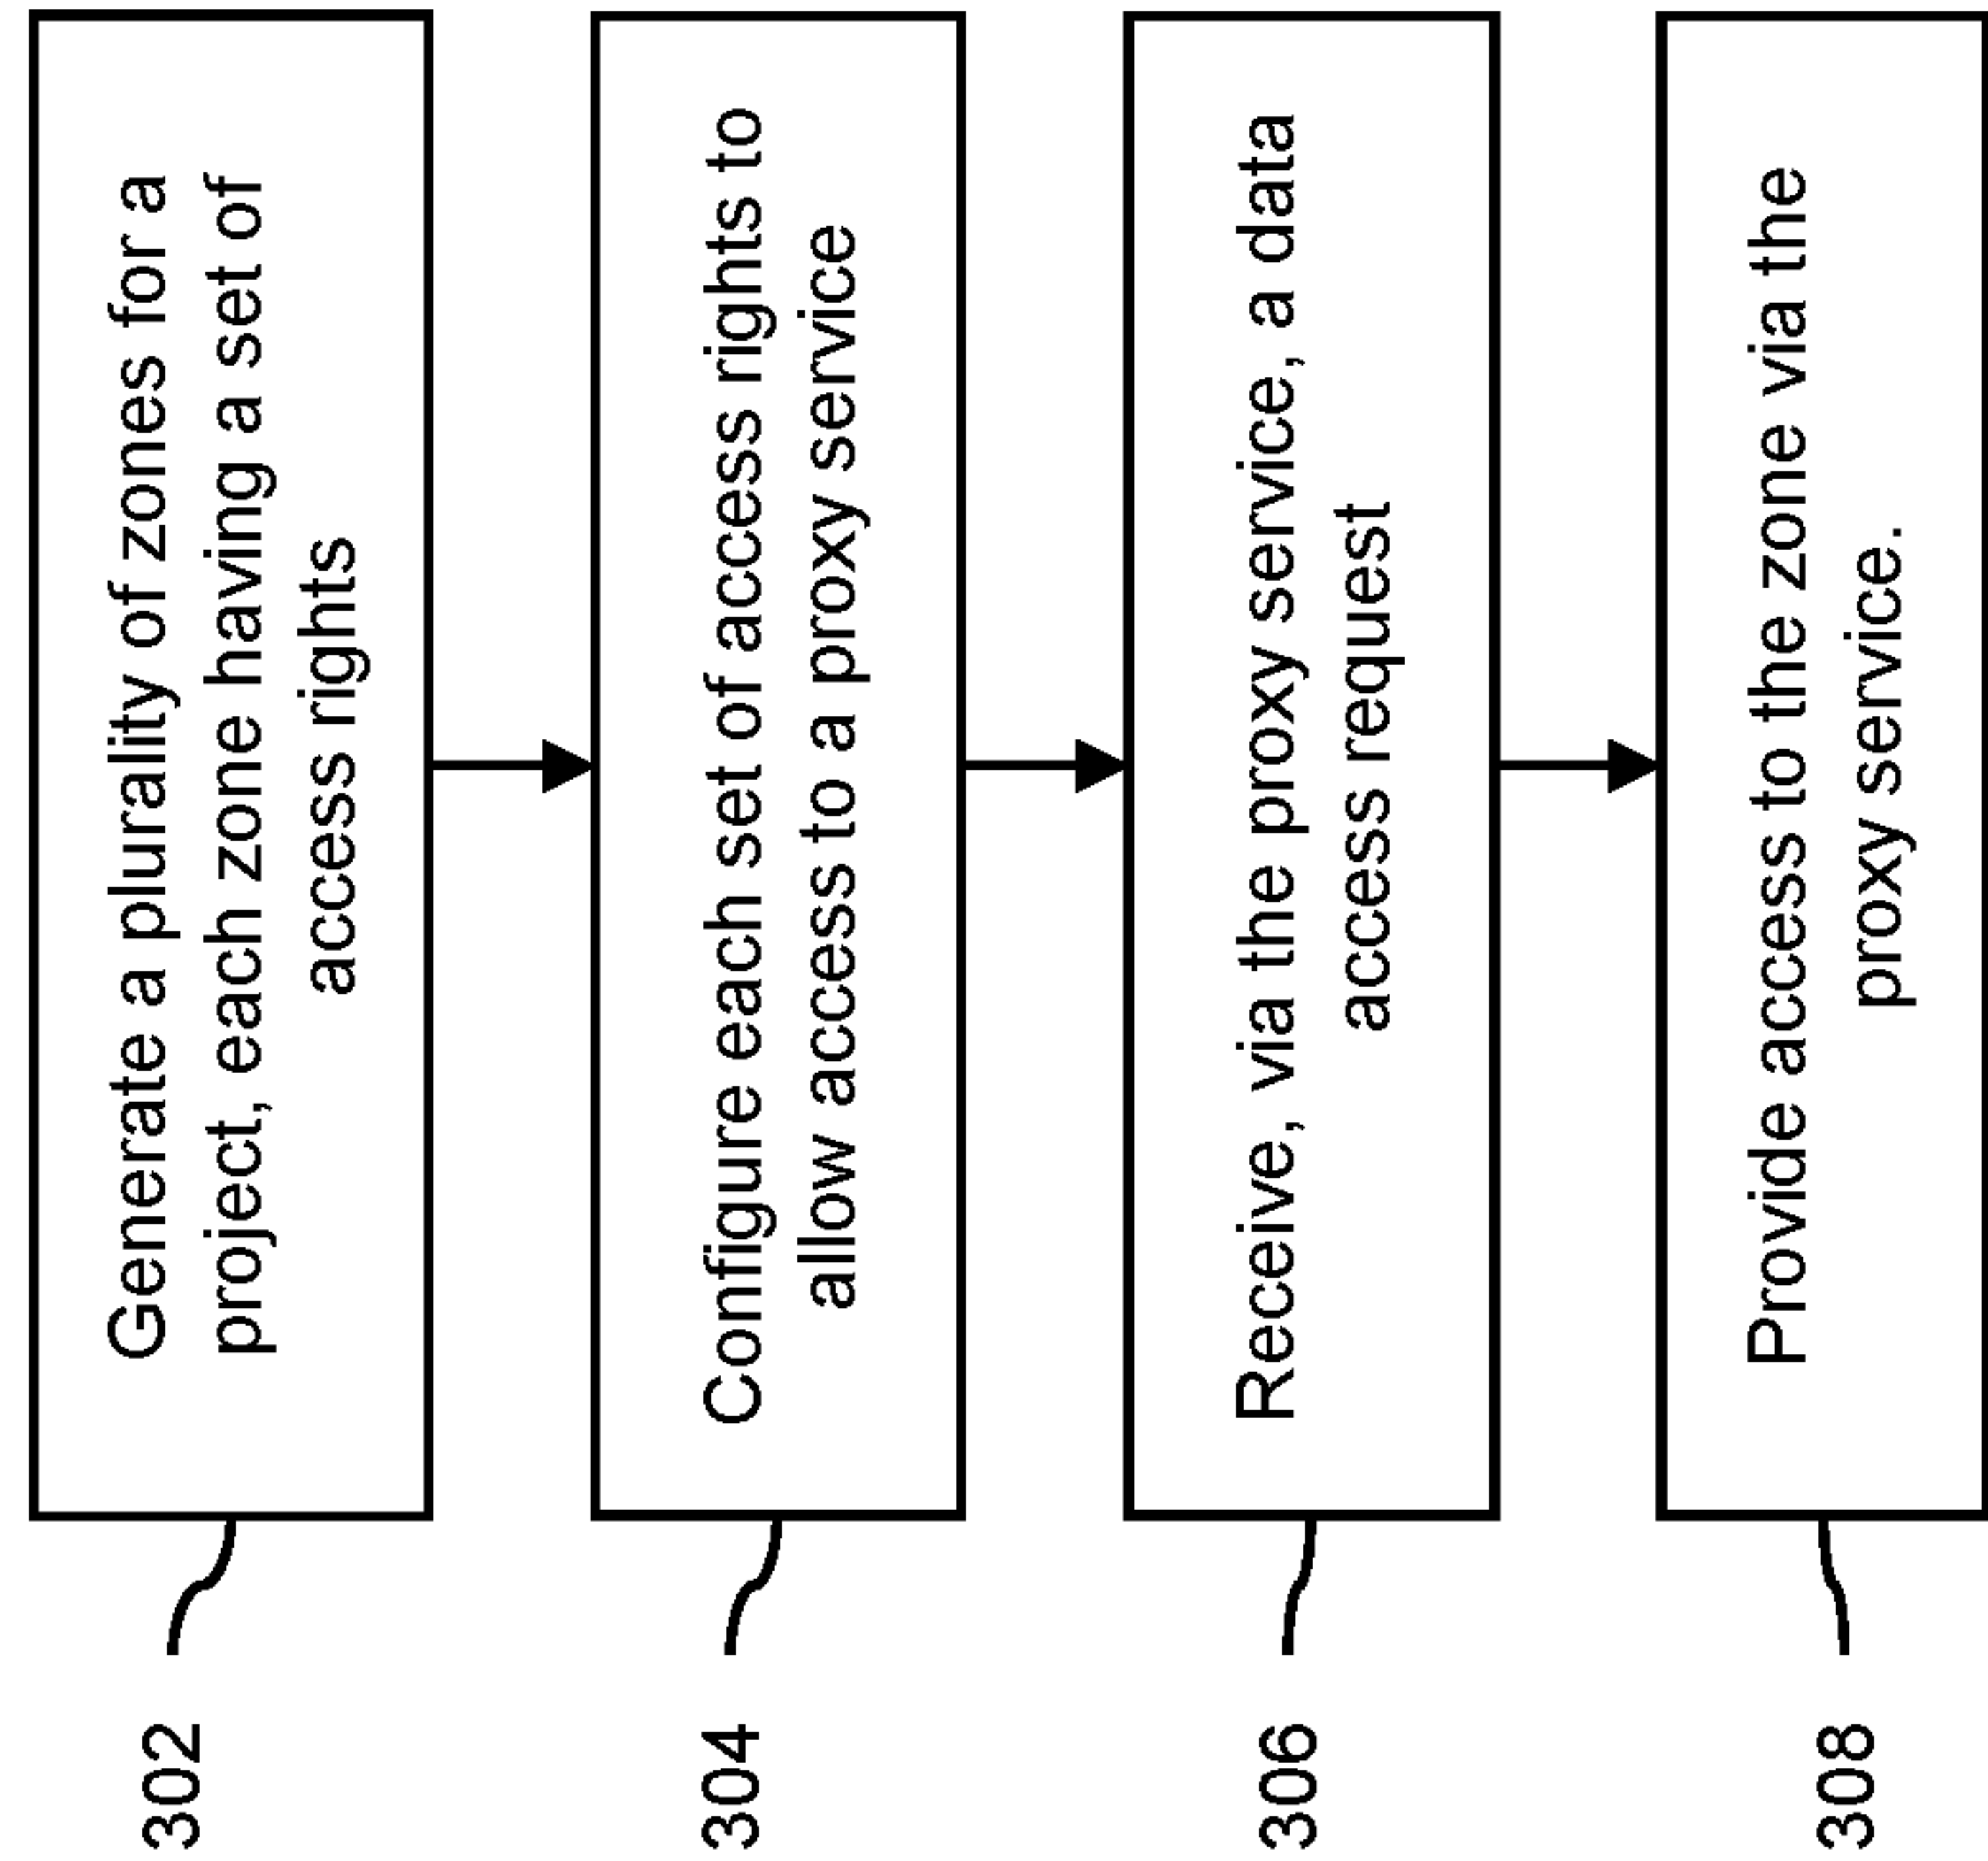 302
Generate a plurality of zones for a
project, each zone having a set of
access rights
304
Configure each set of access rights to
allow access to a proxy service
306
Receive, via the proxy service, a data
access request
308
Provide access to the zone via the
proxy service.